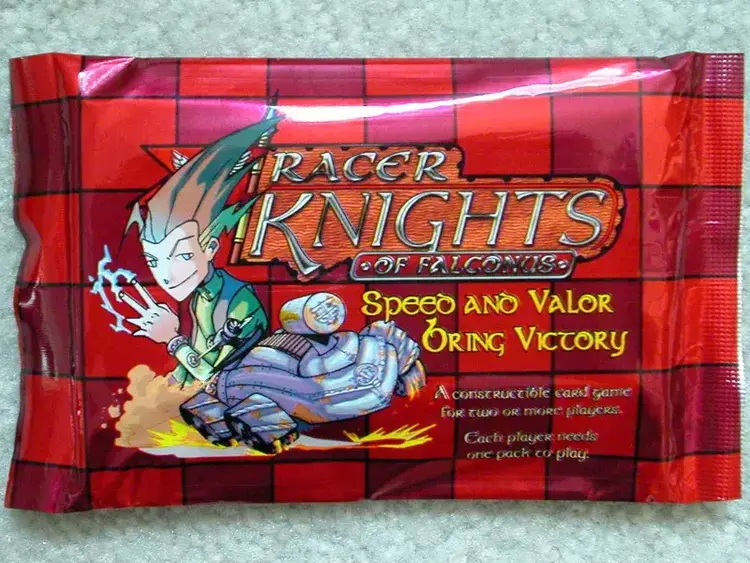 RACER
KNIGHTS
OF FALCONUS
Speed and Valor
bring Victory
A constructible card game
for two or more players.
Each player needs
one pack to play.